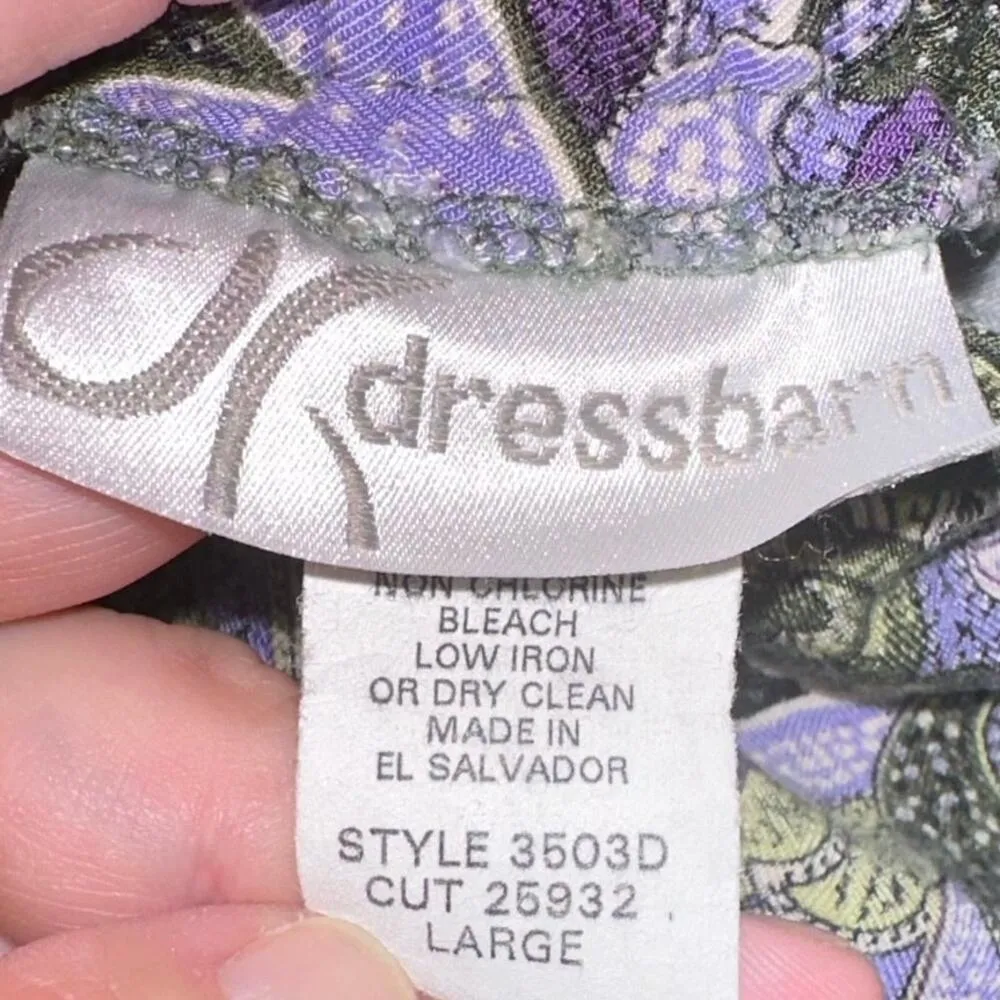 dressbarn
NON CHLORINE
BLEACH
LOW IRON
OR DRY CLEAN
MADE IN
EL SALVADOR
STYLE 3503D
CUT 25932
LARGE